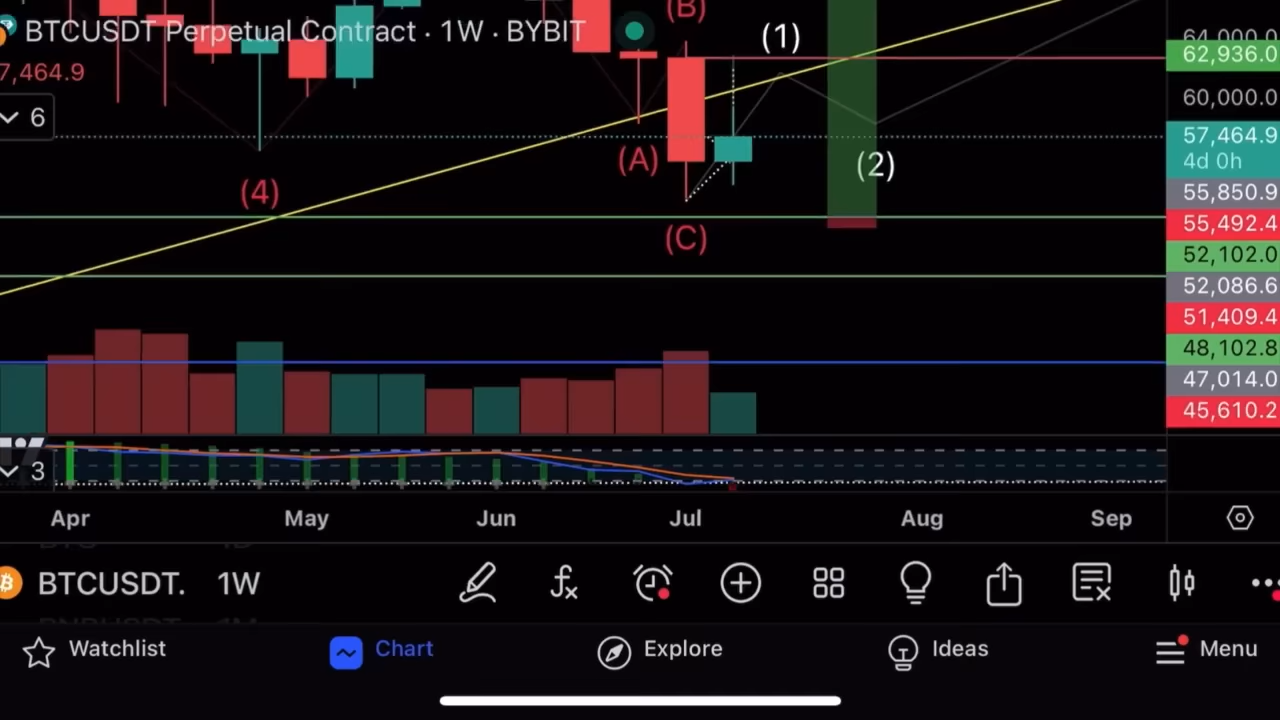 (B)
BTCUSDT Perpetual Contract · 1W · BYBIT
(1)
64,000.0
62,936.0
7,464.9
60,000.0
6
57,464.9
4d 0h
(A)
(2)
(4)
55,850.9
55,492.4
(C)
52,102.0
52,086.6
51,409.4
48,102.8
47,014.0
45,610.2
3
Apr May Jun Jul Aug Sep
BTCUSDT. 1W
Watchlist Chart Explore Ideas Menu